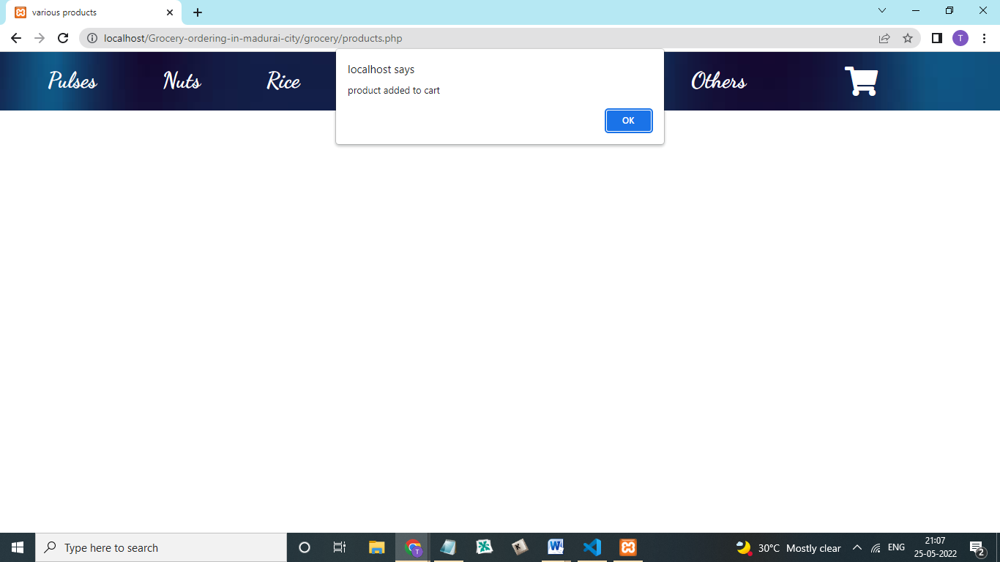 various products
localhost/Grocery-ordering-in-madurai-city/grocery/products.php
T
Pulses
Nuts
Rice
Others
localhost says
product added to cart
OK
Type here to search
T
K
W
30°C Mostly clear
ENG
21:07
25-05-2022
2